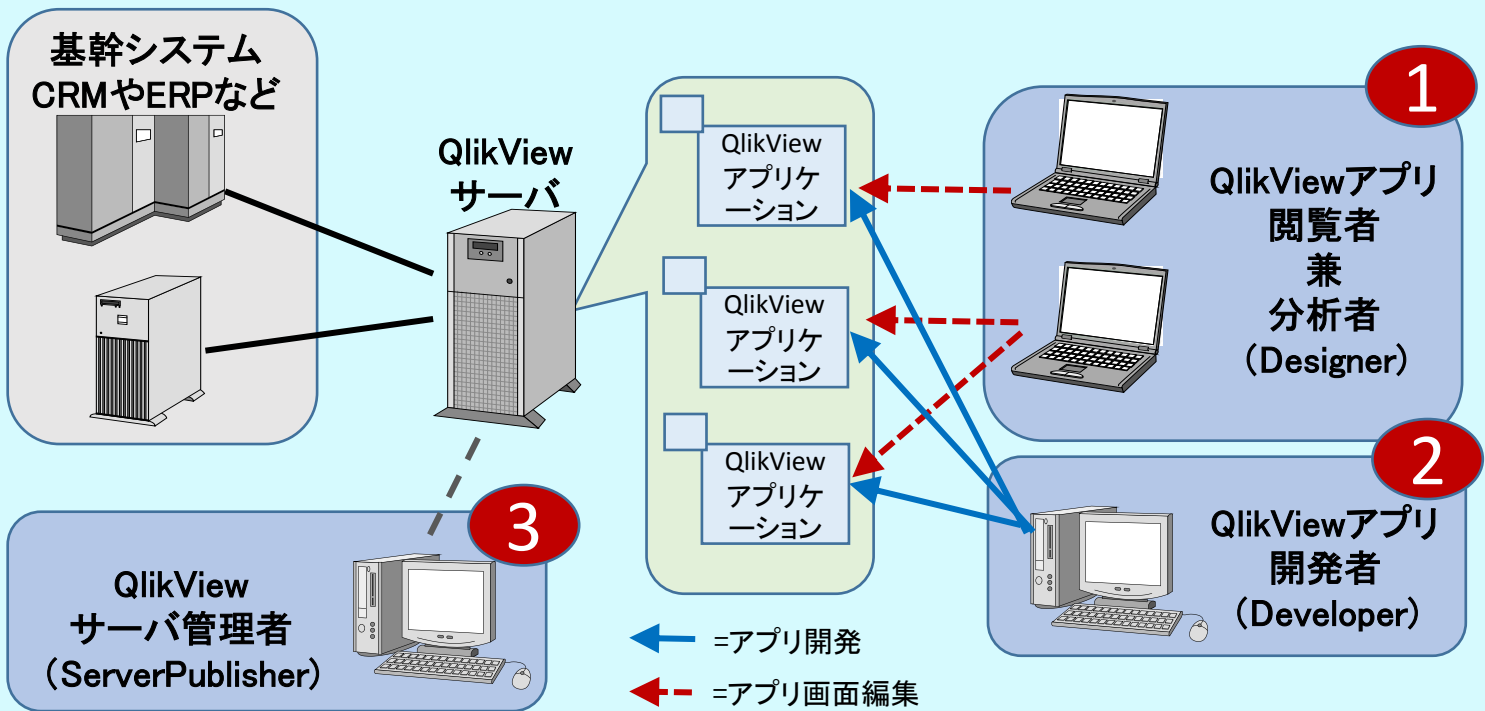 基幹システム
CRMやERPなど
QlikView
サーバ
QlikView
アプリケ
ーション
QlikView
アプリケ
ーション
QlikView
アプリケ
ーション
1
QlikViewアプリ
閲覧者
兼
分析者
(Designer)
2
QlikViewアプリ
開発者
(Developer)
3
QlikView
サーバ管理者
(ServerPublisher)
=アプリ開発
=アプリ画面編集